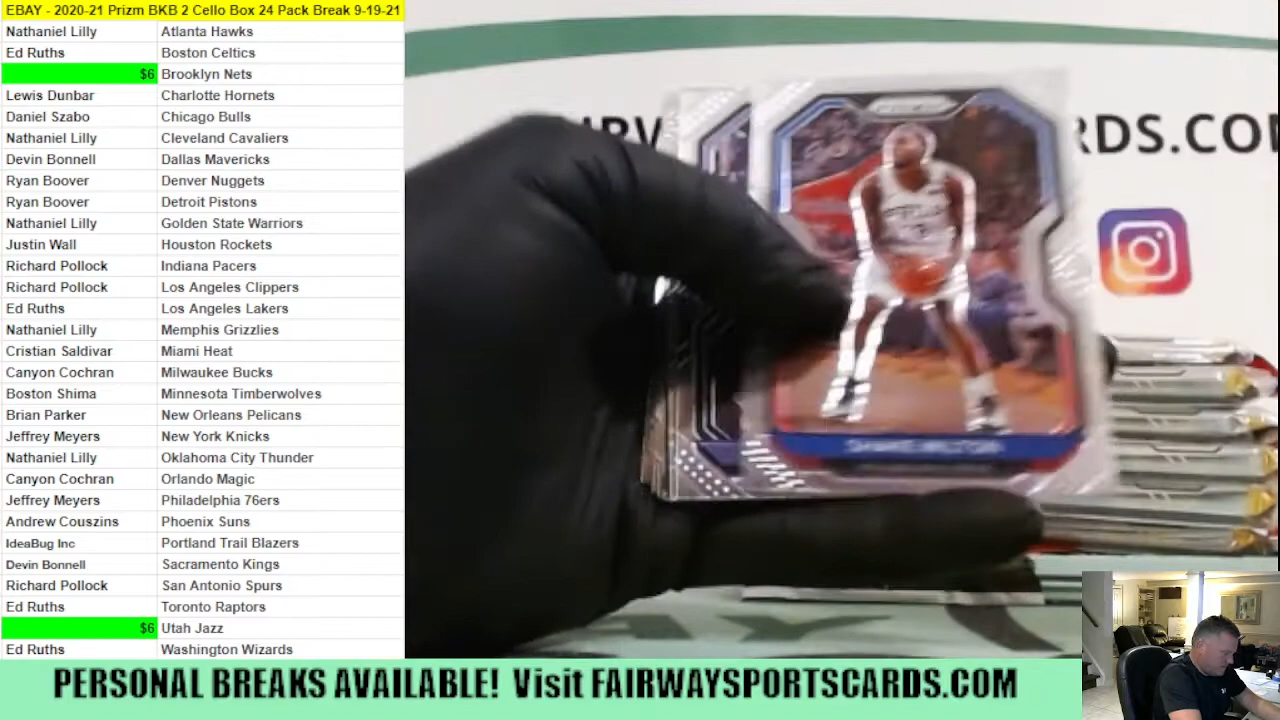 EBAY - 2020-21 Prizm BKB 2 Cello Box 24 Pack Break 9-19-21
Nathaniel Lilly Atlanta Hawks
Ed Ruths Boston Celtics
$6 Brooklyn Nets
Lewis Dunbar Charlotte Hornets
Daniel Szabo Chicago Bulls
Nathaniel Lilly Cleveland Cavaliers
Devin Bonnell Dallas Mavericks
Ryan Boover Denver Nuggets
Ryan Boover Detroit Pistons
Nathaniel Lilly Golden State Warriors
Justin Wall Houston Rockets
Richard Pollock Indiana Pacers
Richard Pollock Los Angeles Clippers
Ed Ruths Los Angeles Lakers
Nathaniel Lilly Memphis Grizzlies
Cristian Saldivar Miami Heat
Canyon Cochran Milwaukee Bucks
Boston Shima Minnesota Timberwolves
Brian Parker New Orleans Pelicans
Jeffrey Meyers New York Knicks
Nathaniel Lilly Oklahoma City Thunder
Canyon Cochran Orlando Magic
Jeffrey Meyers Philadelphia 76ers
Andrew Couszins Phoenix Suns
IdeaBug Inc Portland Trail Blazers
Devin Bonnell Sacramento Kings
Richard Pollock San Antonio Spurs
Ed Ruths Toronto Raptors
$6 Utah Jazz
Ed Ruths Washington Wizards
RDS.CO
SHAKE MILTON
PERSONAL BREAKS AVAILABLE! Visit FAIRWAYSPORTSCARDS.COM